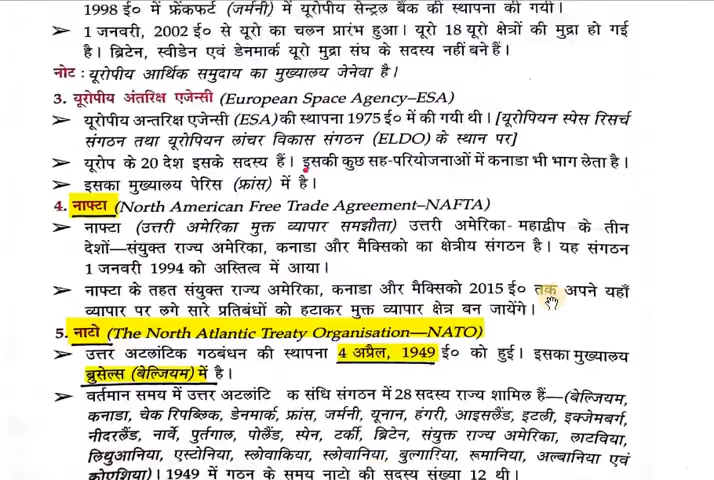 1998 ई० में फ्रेंकफर्ट (जर्मनी) में यूरोपीय सेन्ट्रल बैंक की स्थापना की गयी।
➢ 1 जनवरी, 2002 ई० से यूरो का चलन प्रारंभ हुआ। यूरो 18 यूरो क्षेत्रों की मुद्रा हो गई
है। ब्रिटेन, स्वीडेन एवं डेनमार्क यूरो मुद्रा संघ के सदस्य नहीं बने हैं।
नोट : यूरोपीय आर्थिक समुदाय का मुख्यालय जेनेवा है।
3. यूरोपीय अंतरिक्ष एजेन्सी (European Space Agency–ESA)
➢ यूरोपीय अन्तरिक्ष एजेन्सी (ESA) की स्थापना 1975 ई० में की गयी थी। [यूरोपियन स्पेस रिसर्च
संगठन तथा यूरोपियन लांचर विकास संगठन (ELDO) के स्थान पर]
➢ यूरोप के 20 देश इसके सदस्य हैं। इसकी कुछ सह-परियोजनाओं में कनाडा भी भाग लेता है।
➢ इसका मुख्यालय पेरिस (फ्रांस) में है।
4. नाफ्टा (North American Free Trade Agreement–NAFTA)
➢ नाफ्टा (उत्तरी अमेरिका मुक्त व्यापार समझौता) उत्तरी अमेरिका-महाद्वीप के तीन
देशों—संयुक्त राज्य अमेरिका, कनाडा और मैक्सिको का क्षेत्रीय संगठन है। यह संगठन
1 जनवरी 1994 को अस्तित्व में आया।
➢ नाफ्टा के तहत संयुक्त राज्य अमेरिका, कनाडा और मैक्सिको 2015 ई० तक अपने यहाँ
व्यापार पर लगे सारे प्रतिबंधों को हटाकर मुक्त व्यापार क्षेत्र बन जायेंगे।
5. नाटो (The North Atlantic Treaty Organisation—NATO)
➢ उत्तर अटलांटिक गठबंधन की स्थापना 4 अप्रैल, 1949 ई० को हुई। इसका मुख्यालय
ब्रुसेल्स (बेल्जियम) में है।
➢ वर्तमान समय में उत्तर अटलांटि क संधि संगठन में 28 सदस्य राज्य शामिल हैं—(बेल्जियम,
कनाडा, चेक रिपब्लिक, डेनमार्क, फ्रांस, जर्मनी, यूनान, हंगरी, आइसलैंड, इटली, इक्जेमबर्ग,
नीदरलैंड, नार्वे, पुर्तगाल, पोलैंड, स्पेन, टर्की, ब्रिटेन, संयुक्त राज्य अमेरिका, लाटविया,
लिथुआनिया, एस्टोनिया, स्लोवाकिया, स्लोवानिया, बुल्गारिया, रूमानिया, अल्बानिया एवं
क्रोएशिया)। 1949 में गठन के समय नाटो की सदस्य संख्या 12 थी।